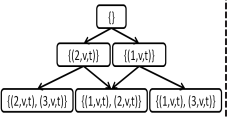 {}
{(2,v,t)} {(1,v,t)}
{(2,v,t), (3,v,t)} {(1,v,t), (2,v,t)} {(1,v,t), (3,v,t)}